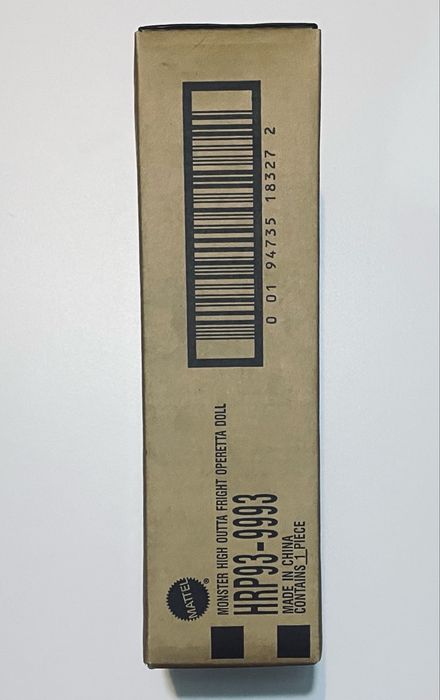 0 01 94735 18327 2
MATTEL
®
MONSTER HIGH OUTTA FRIGHT OPERETTA DOLL
HRP93-9993
MADE IN CHINA
CONTAINS 1 PIECE